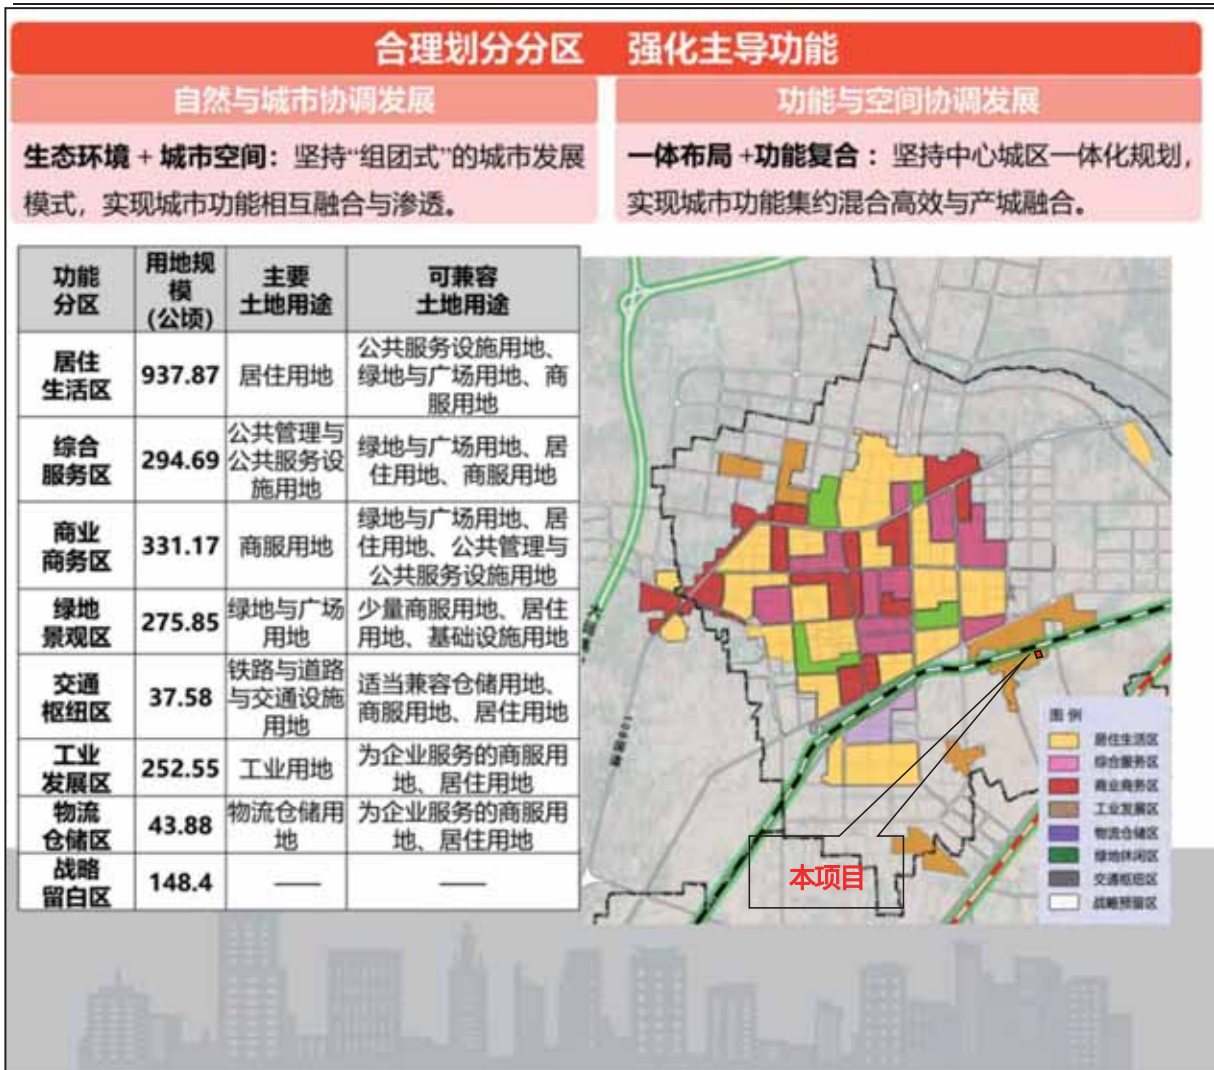 合理划分分区 强化主导功能
自然与城市协调发展
生态环境 + 城市空间：坚持“组团式”的城市发展
模式，实现城市功能相互融合与渗透。
功能与空间协调发展
一体布局 +功能复合 ：坚持中心城区一体化规划，
实现城市功能集约混合高效与产城融合。
功能
分区
用地规
模
(公顷)
主要
土地用途
可兼容
土地用途
居住
生活区
937.87
居住用地
公共服务设施用地、
绿地与广场用地、商
服用地
综合
服务区
294.69
公共管理与
公共服务设
施用地
绿地与广场用地、居
住用地、商服用地
商业
商务区
331.17
商服用地
绿地与广场用地、居
住用地、公共管理与
公共服务设施用地
绿地
景观区
275.85
绿地与广场
用地
少量商服用地、居住
用地、基础设施用地
交通
枢纽区
37.58
铁路与道路
与交通设施
用地
适当兼容仓储用地、
商服用地、居住用地
工业
发展区
252.55
工业用地
为企业服务的商服用
地、居住用地
物流
仓储区
43.88
物流仓储用
地
为企业服务的商服用
地、居住用地
战略
留白区
148.4
——
——
本项目
图 例
居住生活区
综合服务区
商业商务区
工业发展区
物流仓储区
绿地休闲区
交通枢纽区
战略预留区